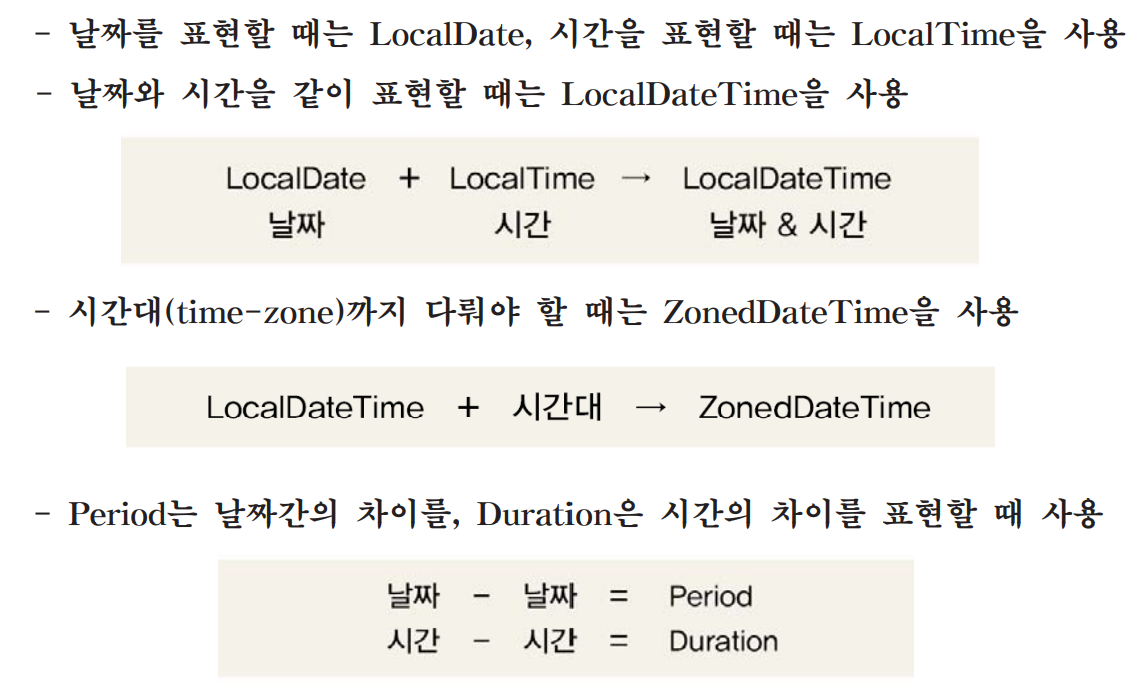 - 날짜를 표현할 때는 LocalDate, 시간을 표현할 때는 LocalTime을 사용
- 날짜와 시간을 같이 표현할 때는 LocalDateTime을 사용
LocalDate + LocalTime → LocalDateTime
날짜 시간 날짜 & 시간
- 시간대(time-zone)까지 다뤄야 할 때는 ZonedDateTime을 사용
LocalDateTime + 시간대 → ZonedDateTime
- Period는 날짜간의 차이를, Duration은 시간의 차이를 표현할 때 사용
날짜 - 날짜 = Period
시간 - 시간 = Duration